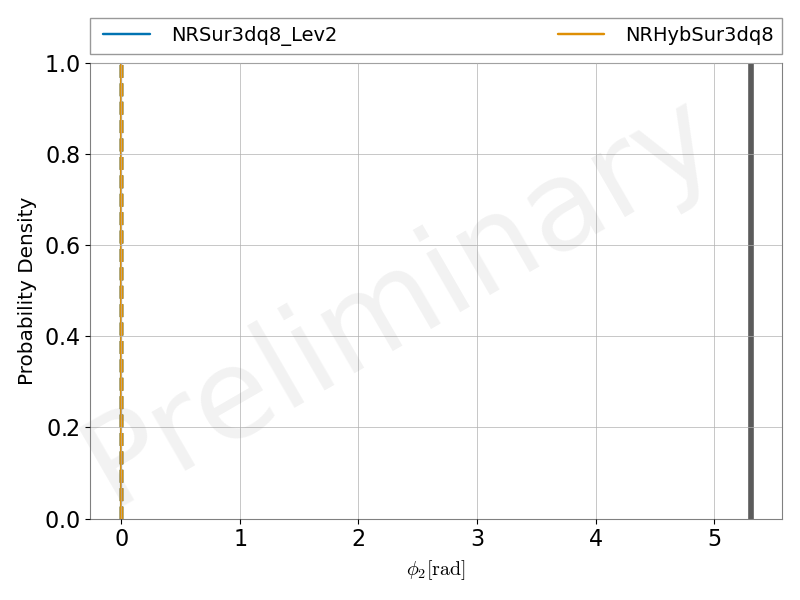 NRSur3dq8_Lev2 NRHybSur3dq8
1.0
0.8
0.6
0.4
0.2
0.0
Probability Density
Preliminary
0 1 2 3 4 5
ϕ₂[rad]